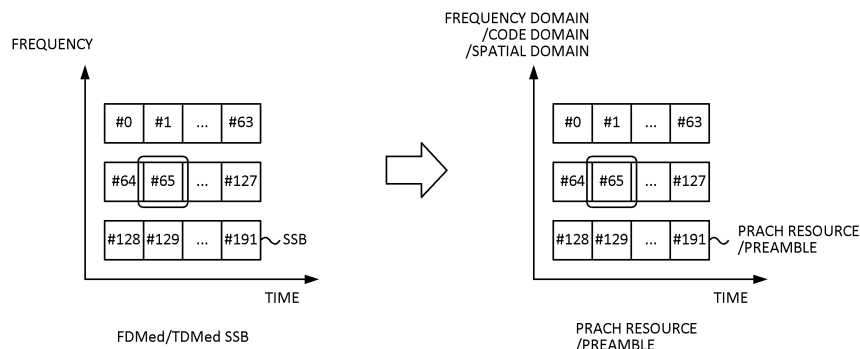 FREQUENCY
#0 #1 ... #63
#64 #65 ... #127
#128 #129 ... #191
SSB
TIME
FDMed/TDMed SSB
FREQUENCY DOMAIN
/CODE DOMAIN
/SPATIAL DOMAIN
#0 #1 ... #63
#64 #65 ... #127
#128 #129 ... #191
PRACH RESOURCE
/PREAMBLE
TIME
PRACH RESOURCE
/PREAMBLE